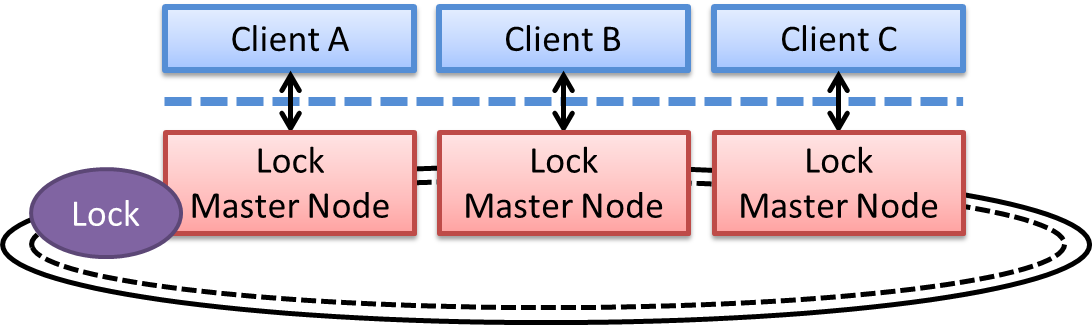 Client A
Client B
Client C
Lock
Master Node
Lock
Master Node
Lock
Master Node
Lock